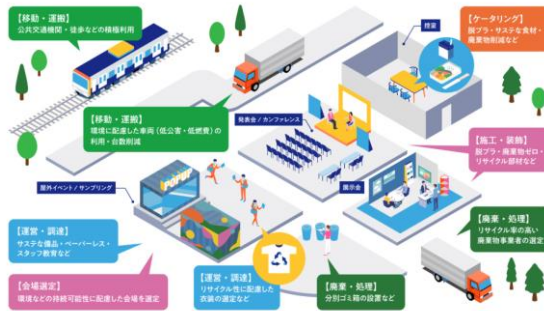 【移動・運搬】
公共交通機関・徒歩などの積極利用
【ケータリング】
脱プラ・サステな食材・
廃棄物削減など
控室
【移動・運搬】
環境に配慮した車両(低公害・低燃費)の
利用・台数削減
発表会 / カンファレンス
【施工・装飾】
脱プラ・廃棄物ゼロ・
リサイクル部材など
屋外イベント / サンプリング
展示会
【運営・調達】
サステな備品・ペーパーレス・
スタッフ教育など
【廃棄・処理】
リサイクル率の高い
廃棄物事業者の選定
【会場選定】
環境などの持続可能性に配慮した会場を選定
【運営・調達】
リサイクル性に配慮した
衣装の選定など
【廃棄・処理】
分別ゴミ箱の設置など